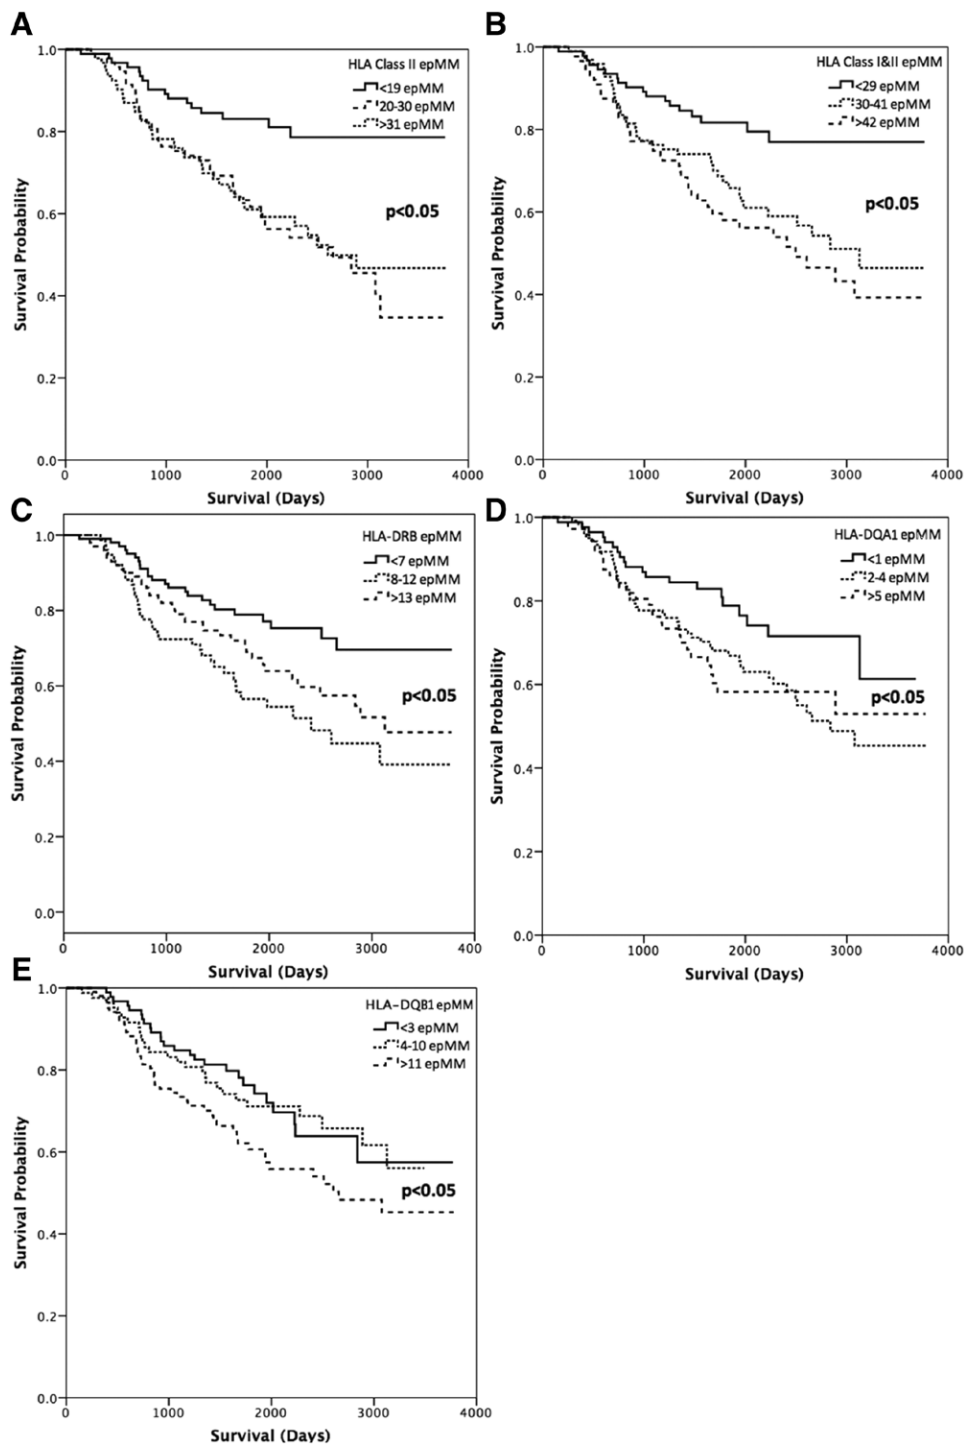 A
HLA Class II epMM
<19 epMM
20-30 epMM
>31 epMM
p<0.05
1.0
0.8
0.6
0.4
0.2
0.0
Survival Probability
0 1000 2000 3000 4000
Survival (Days)
B
HLA Class I&II epMM
<29 epMM
30-41 epMM
>42 epMM
p<0.05
1.0
0.8
0.6
0.4
0.2
0.0
Survival Probability
0 1000 2000 3000 4000
Survival (Days)
C
HLA-DRB epMM
<7 epMM
8-12 epMM
>13 epMM
p<0.05
1.0
0.8
0.6
0.4
0.2
0.0
Survival Probability
0 1000 2000 3000 400
Survival (Days)
D
HLA-DQA1 epMM
<1 epMM
2-4 epMM
>5 epMM
p<0.05
1.0
0.8
0.6
0.4
0.2
0.0
Survival Probability
0 1000 2000 3000 4000
Survival (Days)
E
HLA-DQB1 epMM
<3 epMM
4-10 epMM
>11 epMM
p<0.05
1.0
0.8
0.6
0.4
0.2
0.0
Survival Probability
0 1000 2000 3000 4000
Survival (Days)